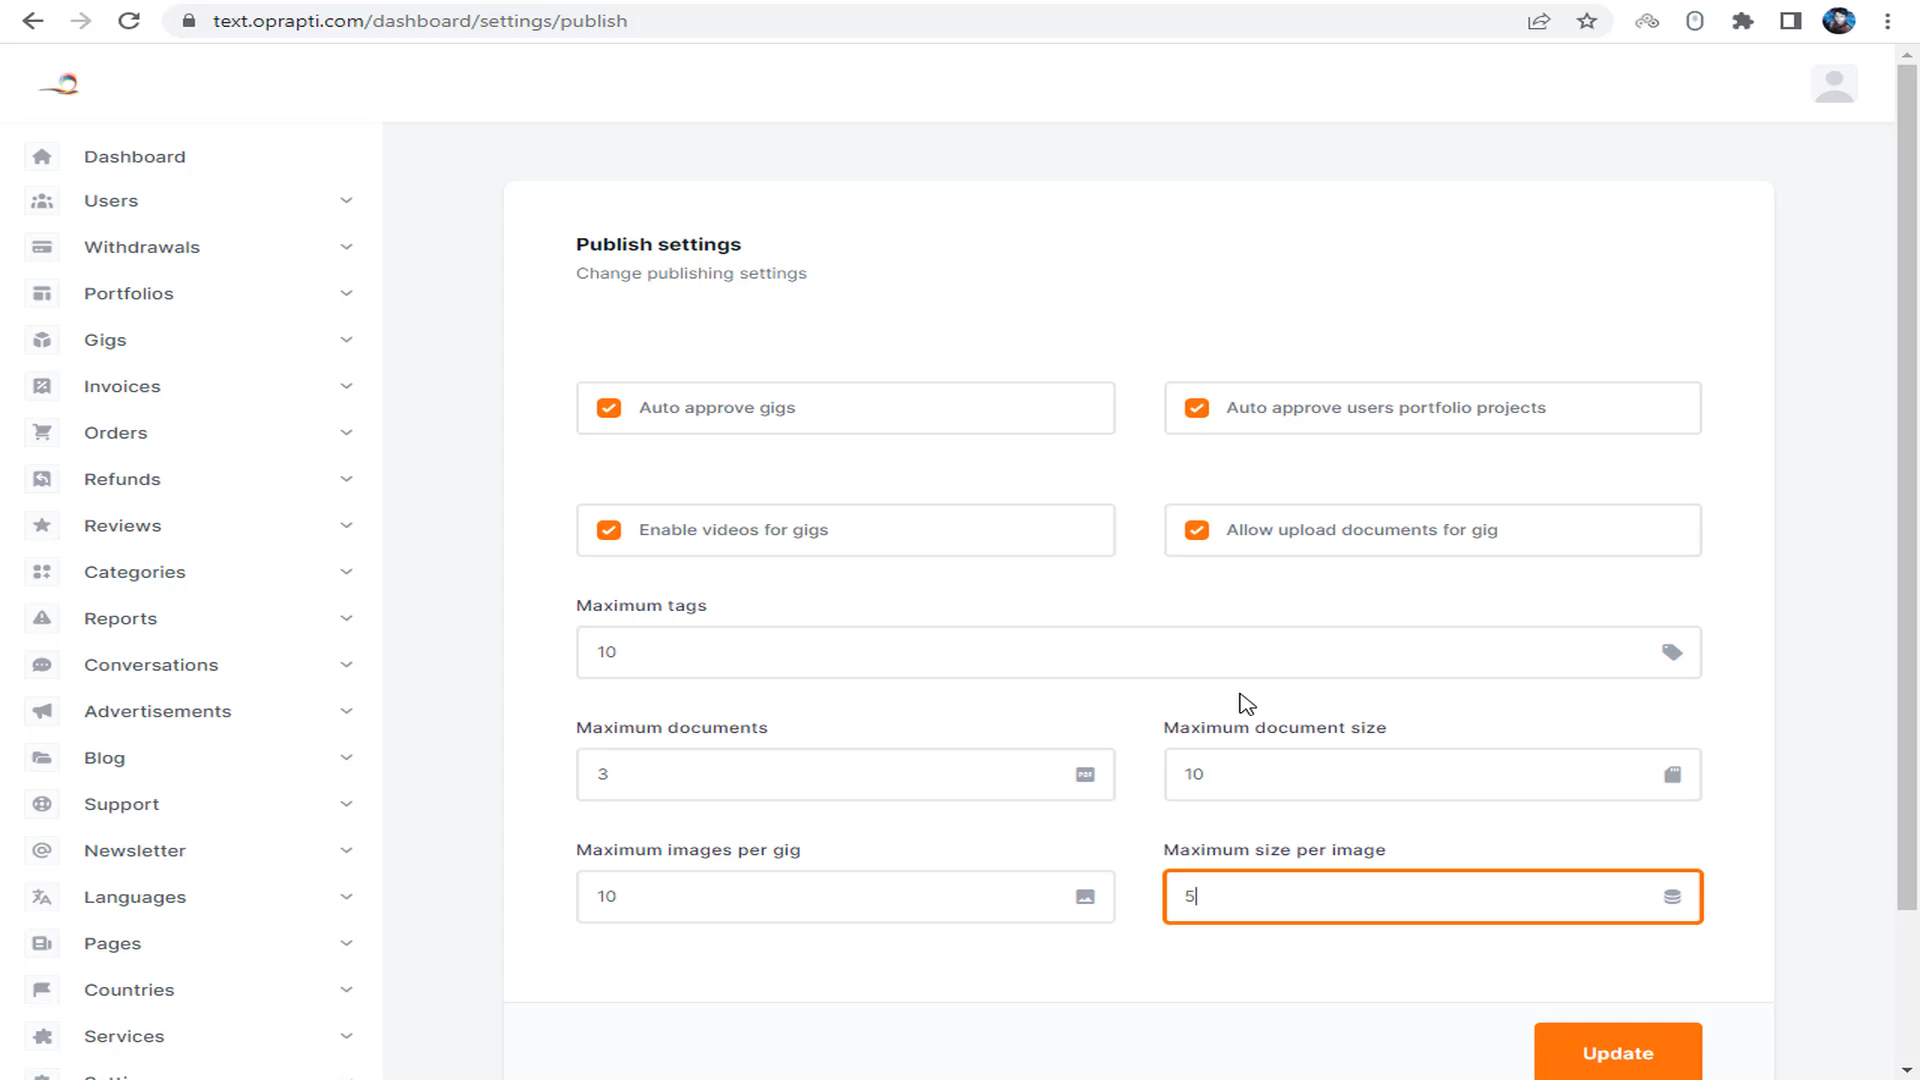 text.oprapti.com/dashboard/settings/publish
Dashboard
Users
Withdrawals
Portfolios
Gigs
Invoices
Orders
Refunds
Reviews
Categories
Reports
Conversations
Advertisements
Blog
Support
Newsletter
Languages
Pages
Countries
Services
Publish settings
Change publishing settings
Auto approve gigs
Auto approve users portfolio projects
Enable videos for gigs
Allow upload documents for gig
Maximum tags
10
Maximum documents
Maximum document size
3
PDF
10
Maximum images per gig
Maximum size per image
10
5
Update